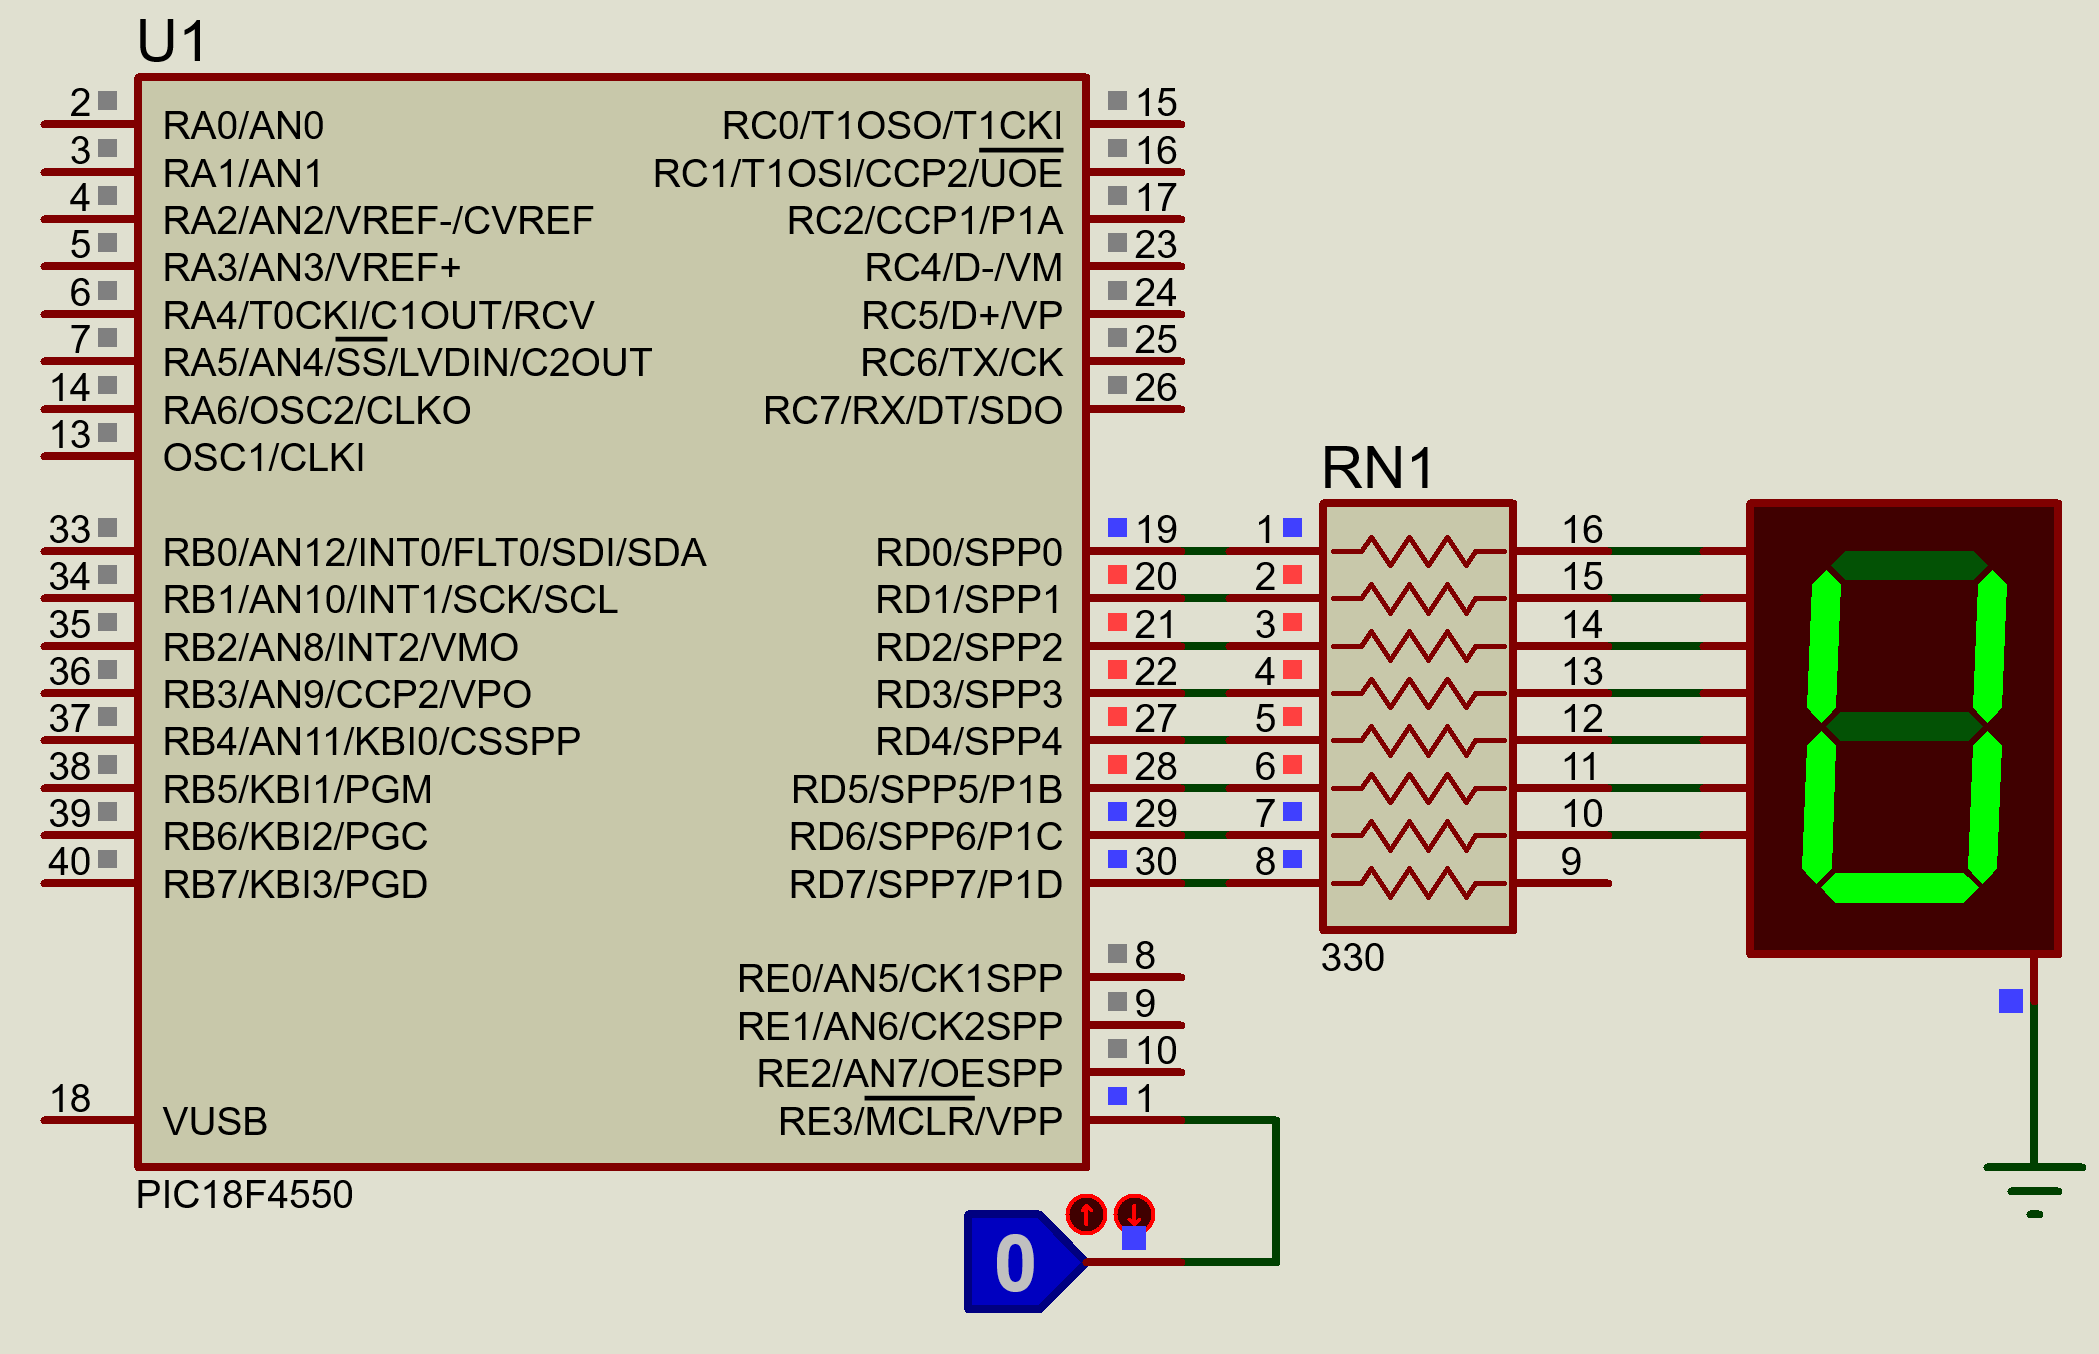 U1
2
RA0/AN0
3
RA1/AN1
4
RA2/AN2/VREF-/CVREF
5
RA3/AN3/VREF+
6
RA4/T0CKI/C1OUT/RCV
7
RA5/AN4/SS/LVDIN/C2OUT
14
RA6/OSC2/CLKO
13
OSC1/CLKI
33
RB0/AN12/INT0/FLT0/SDI/SDA
34
RB1/AN10/INT1/SCK/SCL
35
RB2/AN8/INT2/VMO
36
RB3/AN9/CCP2/VPO
37
RB4/AN11/KBI0/CSSPP
38
RB5/KBI1/PGM
39
RB6/KBI2/PGC
40
RB7/KBI3/PGD
18
VUSB
RC0/T1OSO/T1CKI
15
RC1/T1OSI/CCP2/UOE
16
RC2/CCP1/P1A
17
RC4/D-/VM
23
RC5/D+/VP
24
RC6/TX/CK
25
RC7/RX/DT/SDO
26
RD0/SPP0
19
RD1/SPP1
20
RD2/SPP2
21
RD3/SPP3
22
RD4/SPP4
27
RD5/SPP5/P1B
28
RD6/SPP6/P1C
29
RD7/SPP7/P1D
30
RE0/AN5/CK1SPP
8
RE1/AN6/CK2SPP
9
RE2/AN7/OESPP
10
RE3/MCLR/VPP
1
PIC18F4550
RN1
1 16
2 15
3 14
4 13
5 12
6 11
7 10
8 9
330
0